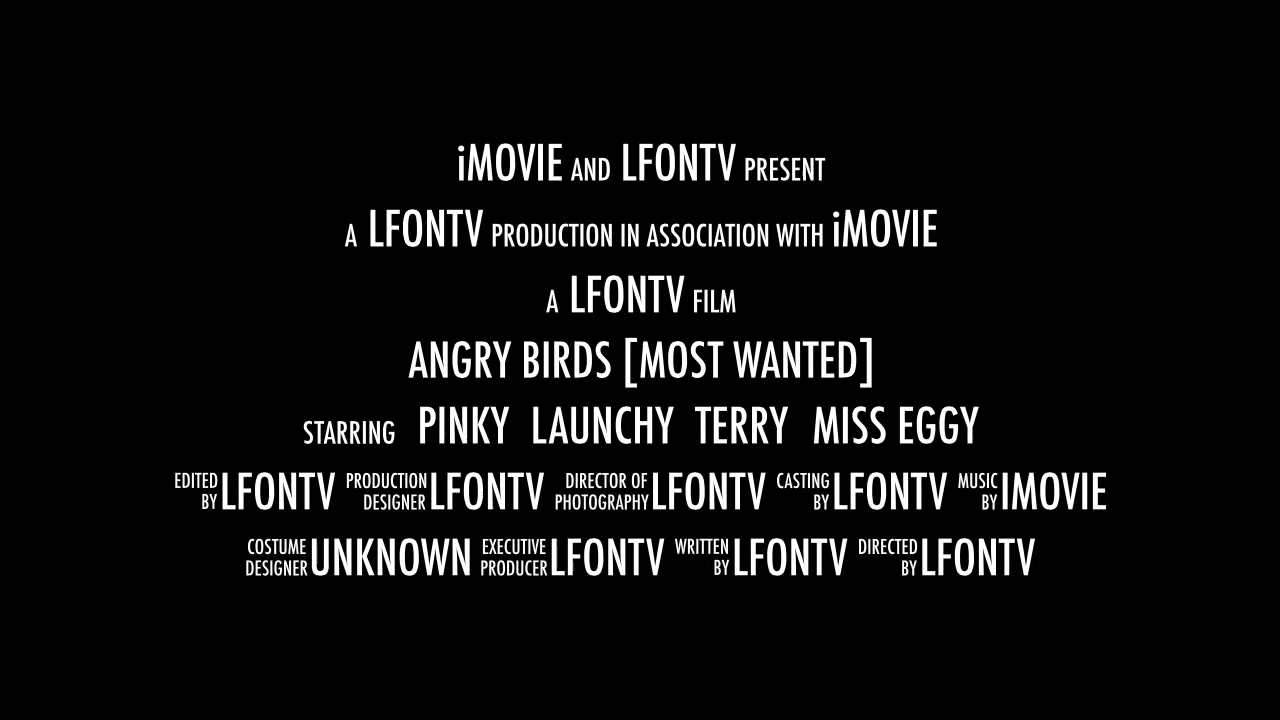 iMOVIE AND LFONTV PRESENT
A LFONTV PRODUCTION IN ASSOCIATION WITH iMOVIE
A LFONTV FILM
ANGRY BIRDS [MOST WANTED]
STARRING PINKY LAUNCHY TERRY MISS EGGY
EDITED BY LFONTV PRODUCTION DESIGNER LFONTV DIRECTOR OF PHOTOGRAPHY LFONTV CASTING BY LFONTV MUSIC BY IMOVIE
COSTUME DESIGNER UNKNOWN EXECUTIVE PRODUCER LFONTV WRITTEN BY LFONTV DIRECTED BY LFONTV